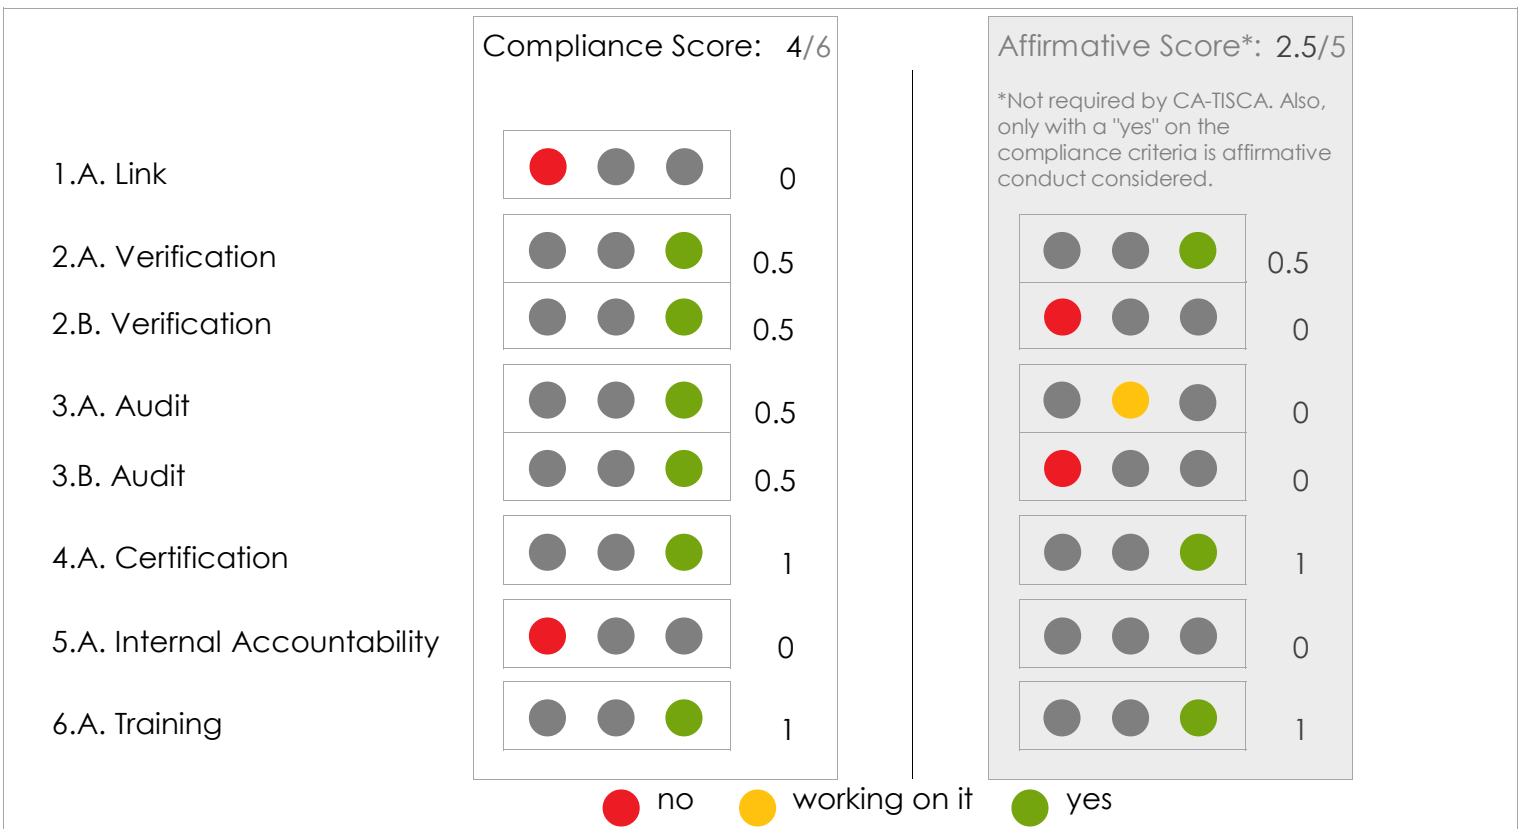 Compliance Score: 4/6
Affirmative Score*: 2.5/5
*Not required by CA-TISCA. Also,
only with a "yes" on the
compliance criteria is affirmative
conduct considered.
1.A. Link 0
2.A. Verification 0.5 0.5
2.B. Verification 0.5 0
3.A. Audit 0.5 0
3.B. Audit 0.5 0
4.A. Certification 1 1
5.A. Internal Accountability 0 0
6.A. Training 1 1
no working on it yes